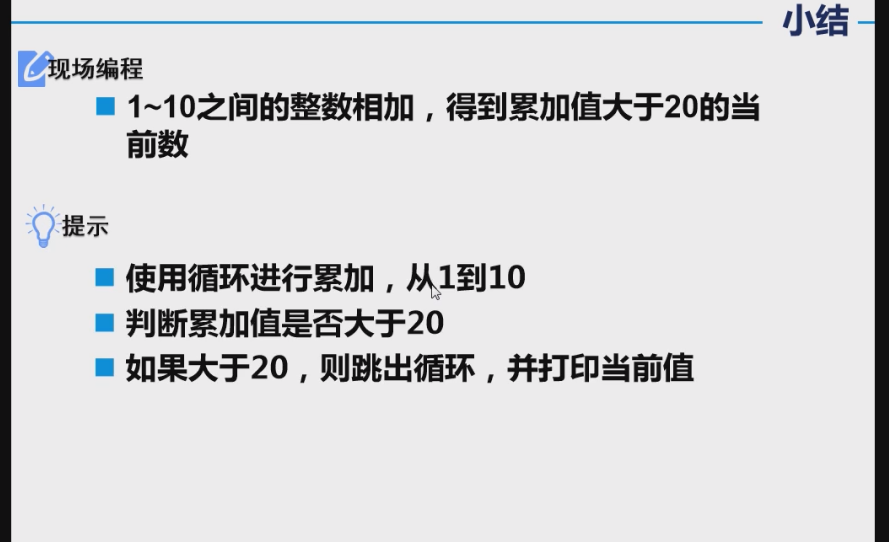 小结
现场编程
1~10之间的整数相加，得到累加值大于20的当
前数
提示
使用循环进行累加，从1到10
判断累加值是否大于20
如果大于20，则跳出循环，并打印当前值